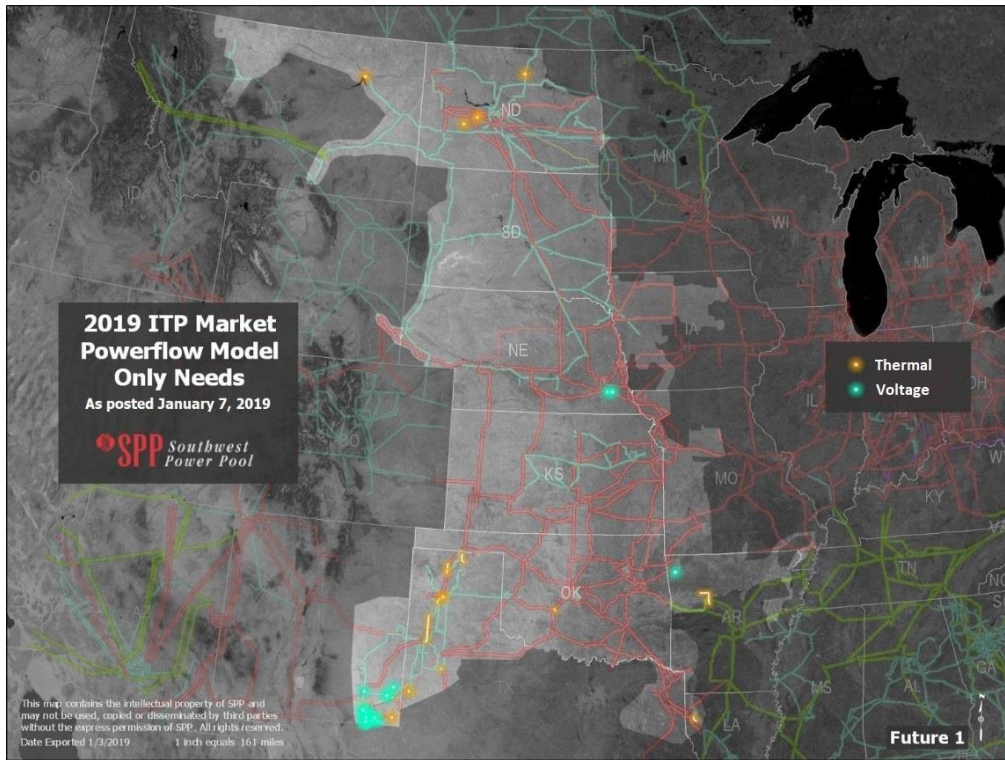 OR
ID
ND
MN
SD
WI
MI
2019 ITP Market
Powerflow Model
Only Needs
As posted January 7, 2019
SPP Southwest
Power Pool
NE
IA
Thermal
Voltage
IL
OH
CO
KS
MO
KY
AZ
OK
AR
TN
NC
MS
AL
GA
LA
This map contains the intellectual property of SPP and
may not be used, copied or disseminated by third parties
without the express permission of SPP. All rights reserved.
Date Exported 1/3/2019 1 inch equals 161 miles
Future 1